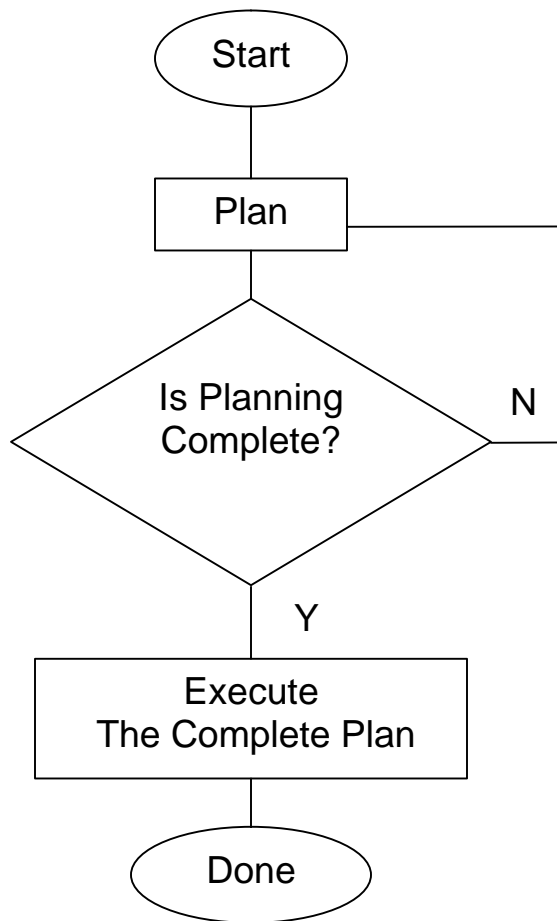 Start
Plan
Is Planning
Complete?
N
Y
Execute
The Complete Plan
Done